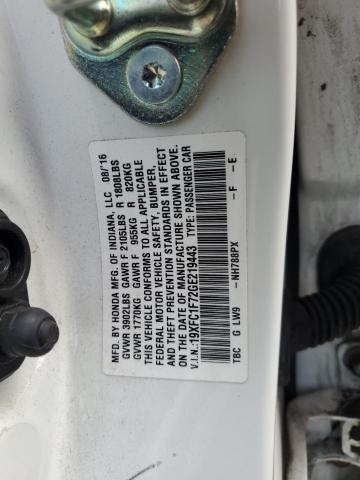 MFD. BY HONDA MFG. OF INDIANA, LLC 08/'16
GVWR 3902LBS GAWR F 2105LBS R 1808LBS
GVWR 1770KG GAWR F 955KG R 820KG
THIS VEHICLE CONFORMS TO ALL APPLICABLE
FEDERAL MOTOR VEHICLE SAFETY, BUMPER,
AND THEFT PREVENTION STANDARDS IN EFFECT
ON THE DATE OF MANUFACTURE SHOWN ABOVE.
V.I.N.:19XFC1F72GE219443 TYPE: PASSENGER CAR
TBC G LW9 -NH788PX -F -E